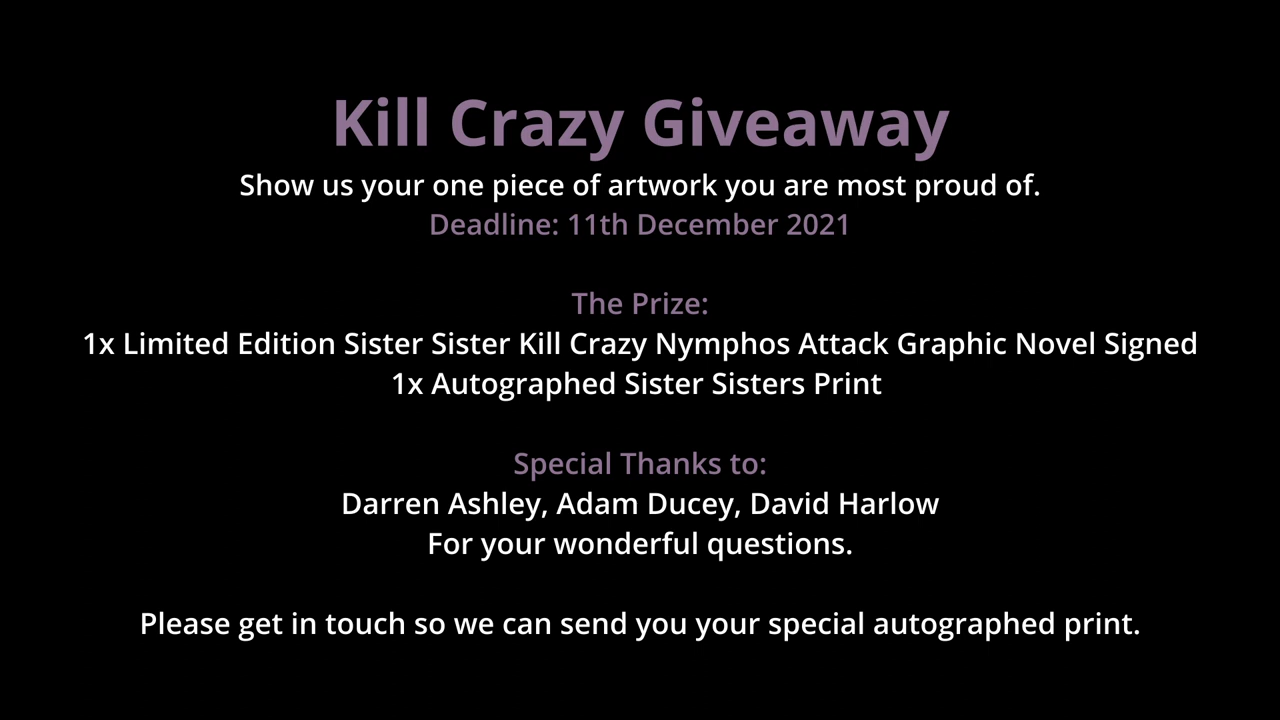 Kill Crazy Giveaway
Show us your one piece of artwork you are most proud of.
Deadline: 11th December 2021
The Prize:
1x Limited Edition Sister Sister Kill Crazy Nymphos Attack Graphic Novel Signed
1x Autographed Sister Sisters Print
Special Thanks to:
Darren Ashley, Adam Ducey, David Harlow
For your wonderful questions.
Please get in touch so we can send you your special autographed print.